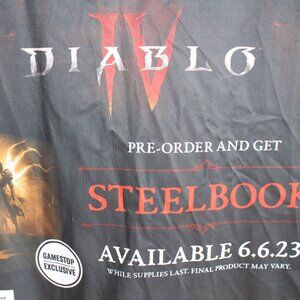 DIABLO
IV
PRE-ORDER AND GET
STEELBOOK
GAMESTOP
EXCLUSIVE
AVAILABLE 6.6.23
WHILE SUPPLIES LAST. FINAL PRODUCT MAY VARY.